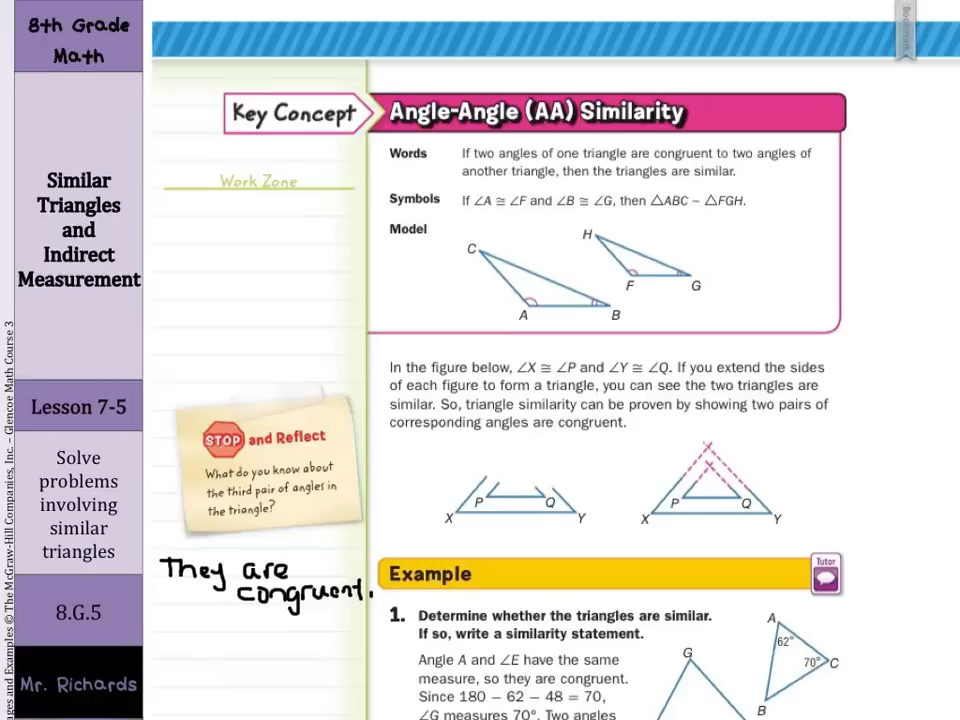 8th Grade
Math
Similar
Triangles
and
Indirect
Measurement
Lesson 7-5
Solve
problems
involving
similar
triangles
8.G.5
Mr. Richards
and Examples © The McGraw-Hill Companies, Inc. – Glencoe Math Course 3
Bookmark
Key Concept
Angle-Angle (AA) Similarity
Work Zone
Words If two angles of one triangle are congruent to two angles of
another triangle, then the triangles are similar.
Symbols If ∠A ≅ ∠F and ∠B ≅ ∠G, then △ABC ~ △FGH.
Model
C
A
B
H
F
G
In the figure below, ∠X ≅ ∠P and ∠Y ≅ ∠Q. If you extend the sides
of each figure to form a triangle, you can see the two triangles are
similar. So, triangle similarity can be proven by showing two pairs of
corresponding angles are congruent.
STOP and Reflect
What do you know about
the third pair of angles in
the triangle?
They are
congruent.
X P Q Y
X P Q Y
Example
Tutor
1. Determine whether the triangles are similar.
If so, write a similarity statement.
Angle A and ∠E have the same
measure, so they are congruent.
Since 180 − 62 − 48 = 70,
∠G measures 70°. Two angles
G
A
62°
70° C
B